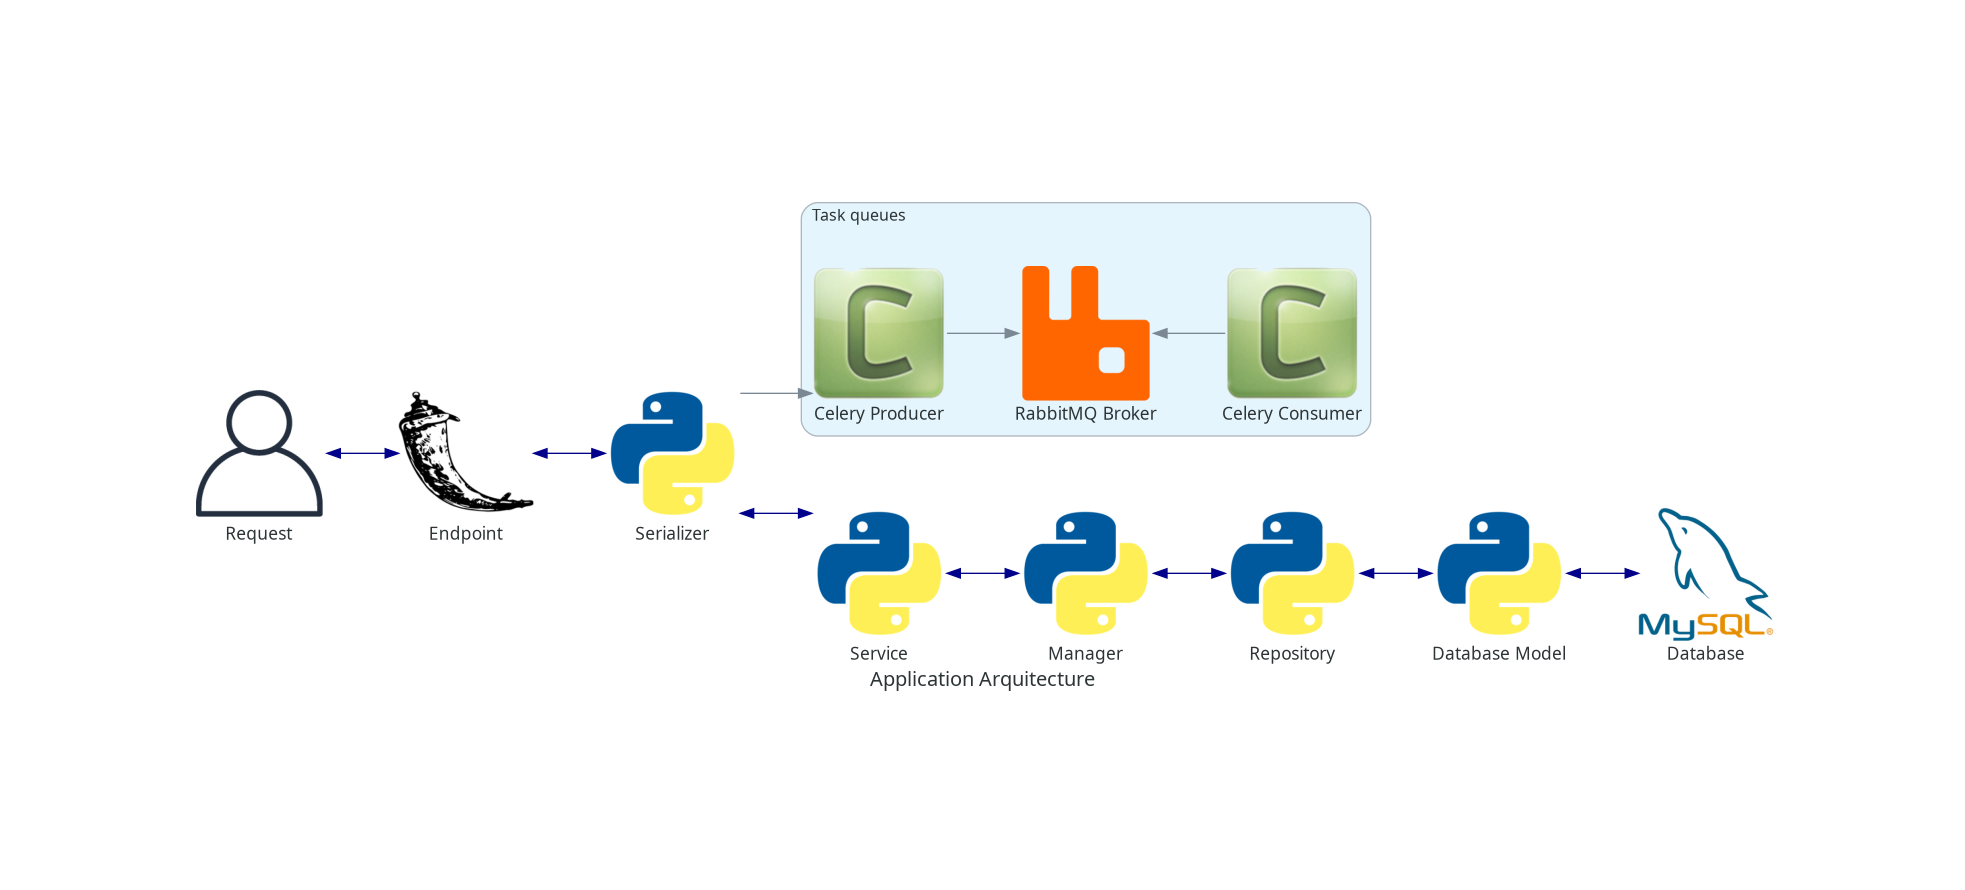 Task queues
Celery Producer
RabbitMQ Broker
Celery Consumer
Request
Endpoint
Serializer
MySQL®
Service
Manager
Repository
Database Model
Database
Application Arquitecture